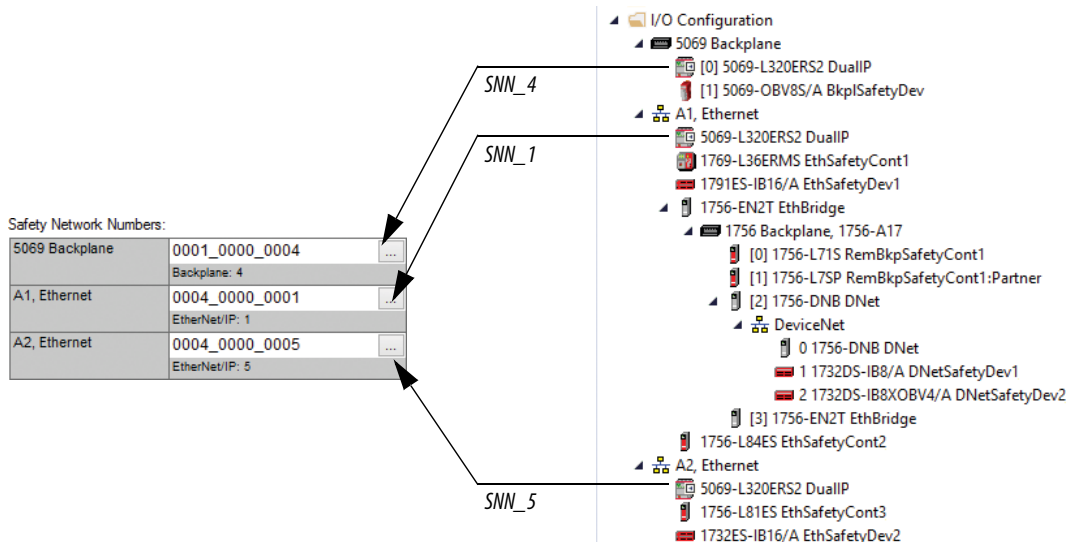 Safety Network Numbers:
5069 Backplane
0001_0000_0004
...
Backplane: 4
A1, Ethernet
0004_0000_0001
...
EtherNet/IP: 1
A2, Ethernet
0004_0000_0005
...
EtherNet/IP: 5
SNN_4
SNN_1
SNN_5
I/O Configuration
5069 Backplane
[0] 5069-L320ERS2 DualIP
[1] 5069-OBV8S/A BkplSafetyDev
A1, Ethernet
5069-L320ERS2 DualIP
1769-L36ERMS EthSafetyCont1
1791ES-IB16/A EthSafetyDev1
1756-EN2T EthBridge
1756 Backplane, 1756-A17
[0] 1756-L71S RemBkpSafetyCont1
[1] 1756-L7SP RemBkpSafetyCont1:Partner
[2] 1756-DNB DNet
DeviceNet
0 1756-DNB DNet
1 1732DS-IB8/A DNetSafetyDev1
2 1732DS-IB8XOBV4/A DNetSafetyDev2
[3] 1756-EN2T EthBridge
1756-L84ES EthSafetyCont2
A2, Ethernet
5069-L320ERS2 DualIP
1756-L81ES EthSafetyCont3
1732ES-IB16/A EthSafetyDev2